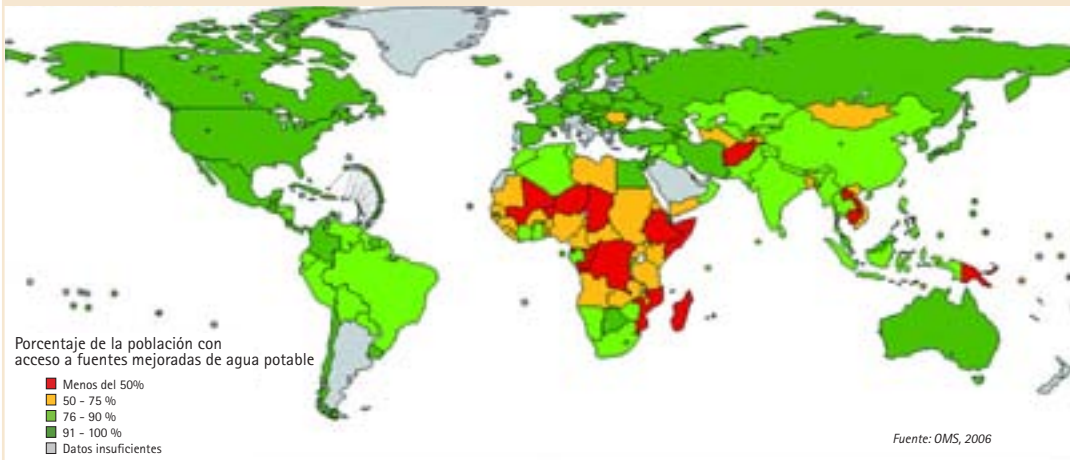 Porcentaje de la población con
acceso a fuentes mejoradas de agua potable
Menos del 50%
50 - 75 %
76 - 90 %
91 - 100 %
Datos insuficientes
Fuente: OMS, 2006